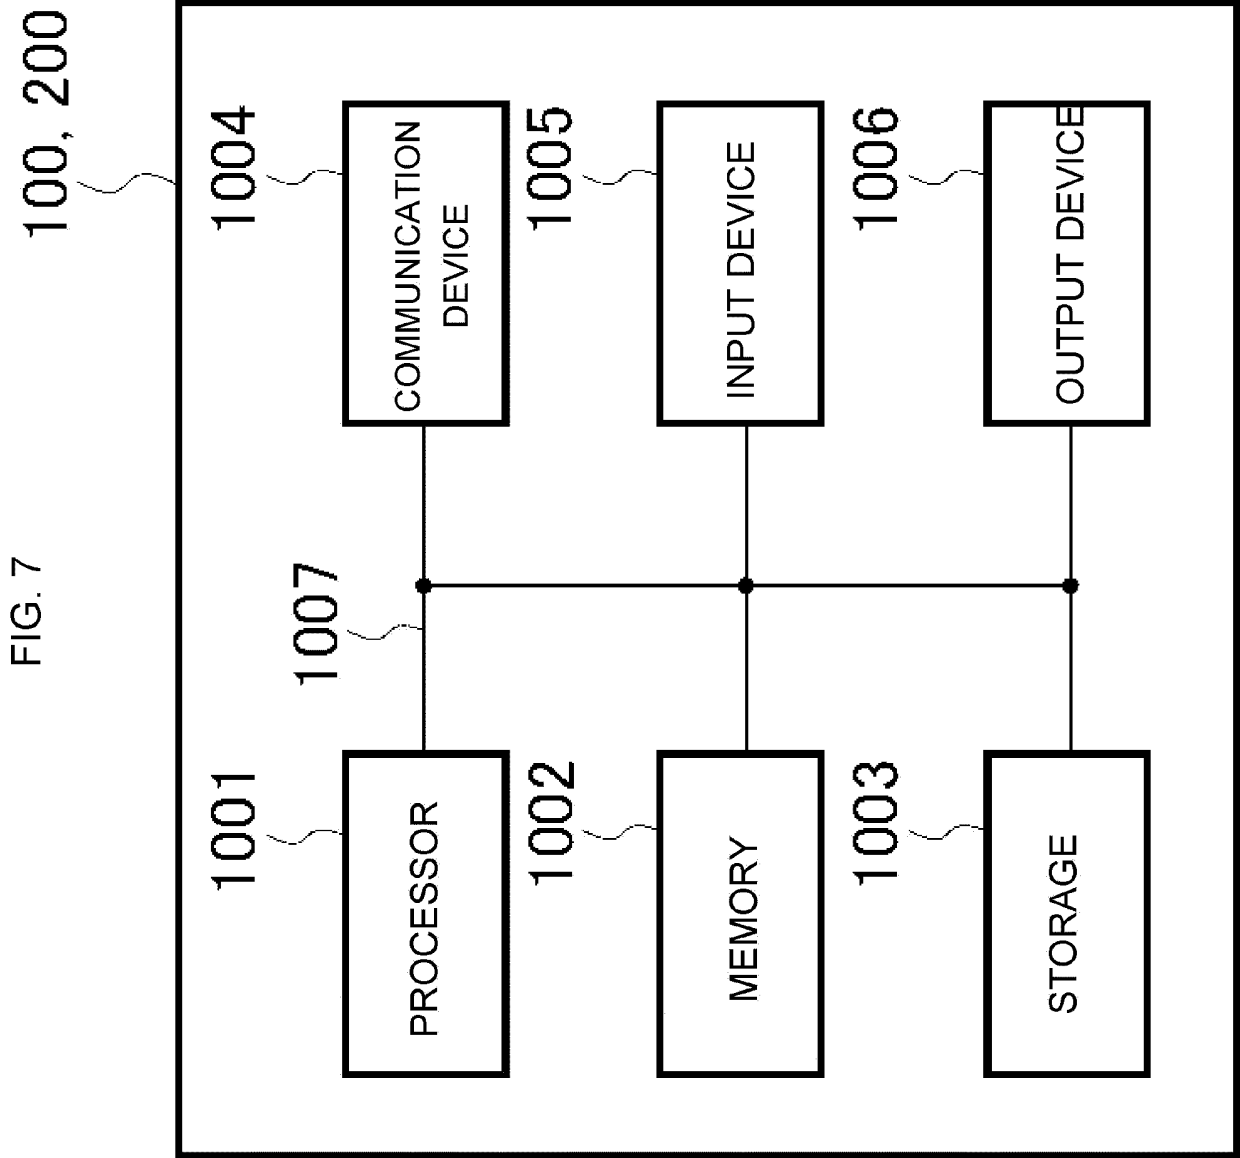 FIG. 7
100, 200
1001
PROCESSOR
1004
COMMUNICATION
DEVICE
1007
1002
MEMORY
1005
INPUT DEVICE
1003
STORAGE
1006
OUTPUT DEVICE